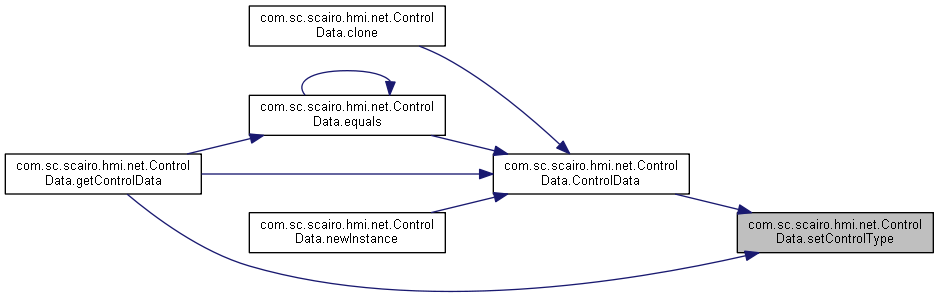 com.sc.scairo.hmi.net.Control
Data.clone
com.sc.scairo.hmi.net.Control
Data.equals
com.sc.scairo.hmi.net.Control
Data.getControlData
com.sc.scairo.hmi.net.Control
Data.ControlData
com.sc.scairo.hmi.net.Control
Data.newInstance
com.sc.scairo.hmi.net.Control
Data.setControlType